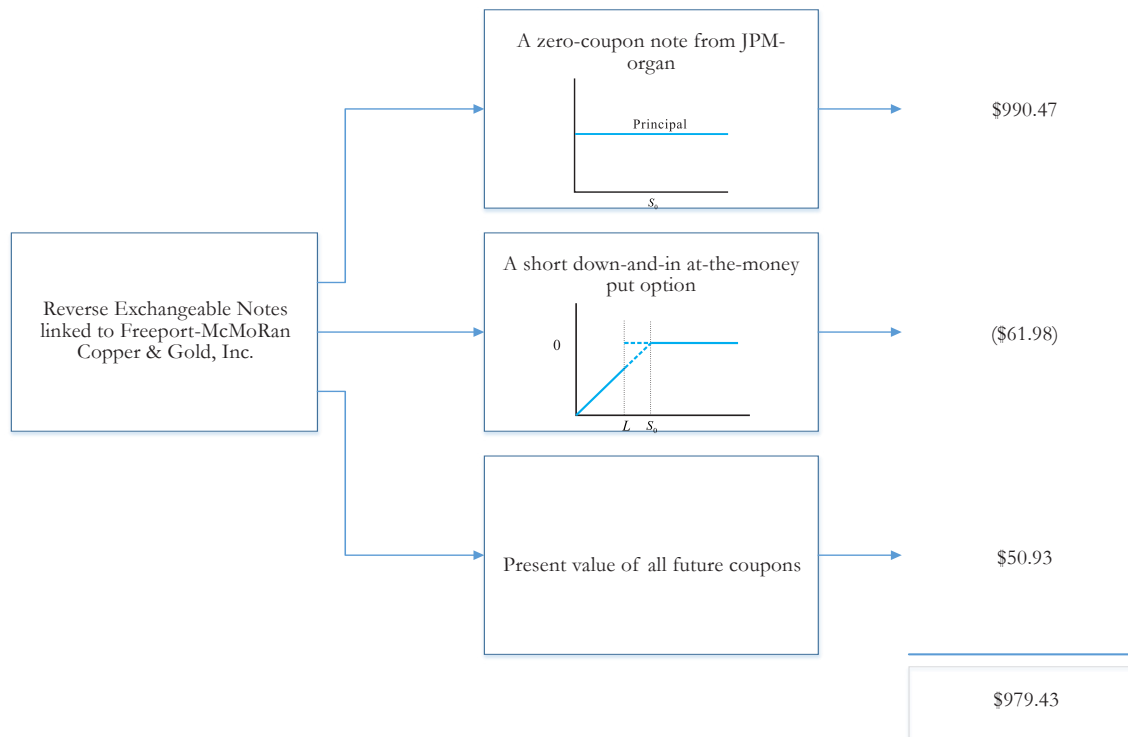 A zero-coupon note from JPM-
organ
Principal
S₀
$990.47
Reverse Exchangeable Notes
linked to Freeport-McMoRan
Copper & Gold, Inc.
A short down-and-in at-the-money
put option
0
L S₀
($61.98)
Present value of all future coupons
$50.93
$979.43